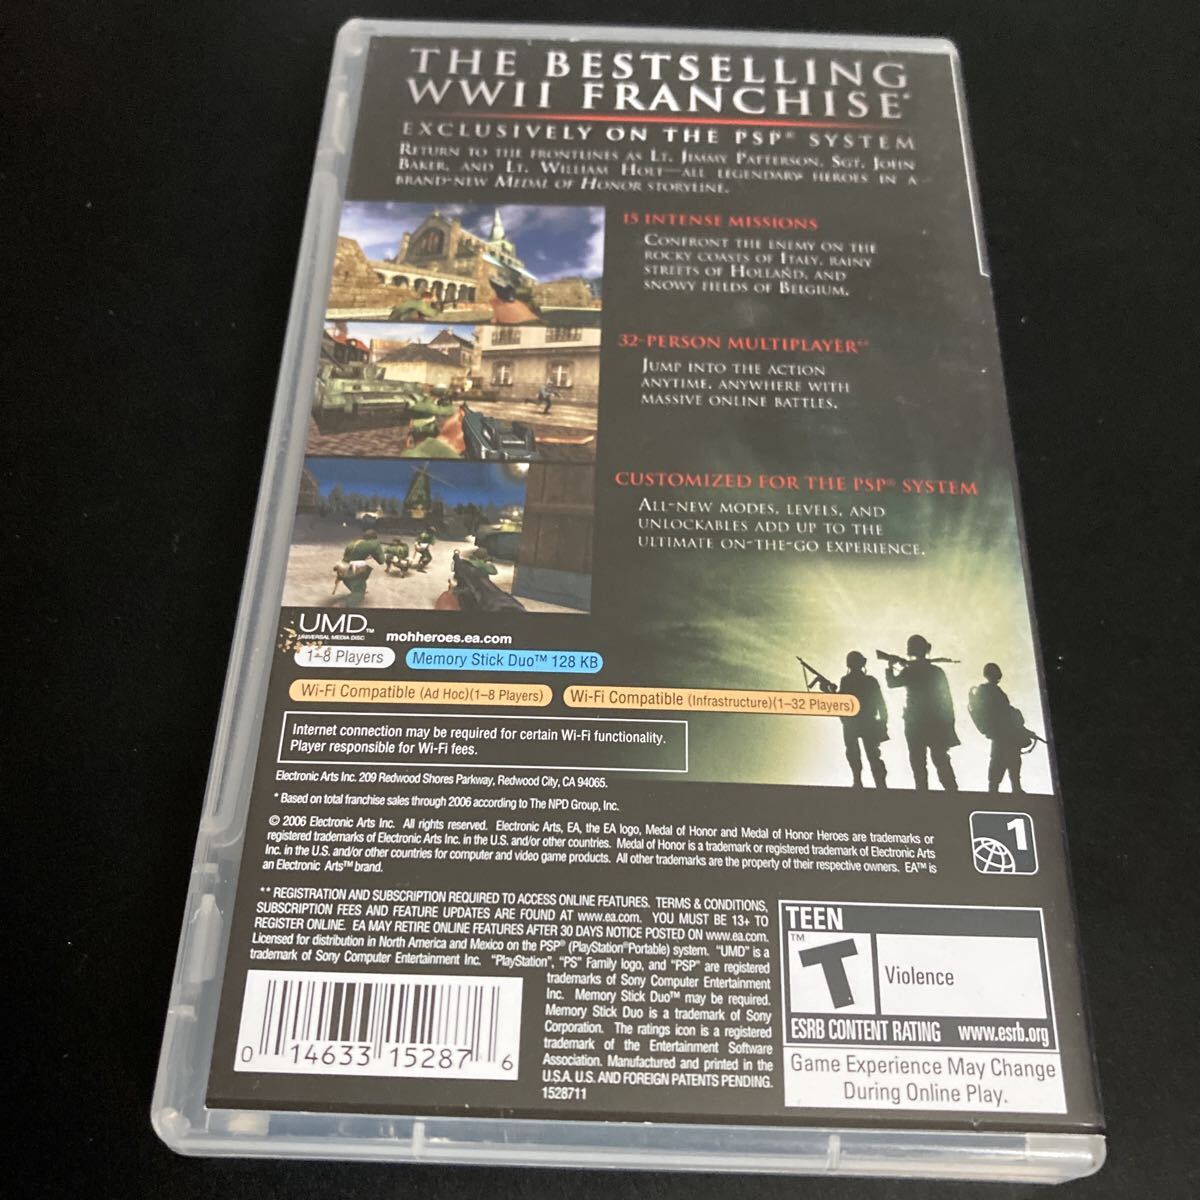 THE BESTSELLING
WWII FRANCHISE*
EXCLUSIVELY ON THE PSP® SYSTEM
RETURN TO THE FRONTLINES AS LT. JIMMY PATTERSON, SGT. JOHN
BAKER, AND LT. WILLIAM HOLT—ALL LEGENDARY HEROES IN A
BRAND-NEW MEDAL OF HONOR STORYLINE.
15 INTENSE MISSIONS
CONFRONT THE ENEMY ON THE
ROCKY COASTS OF ITALY, RAINY
STREETS OF HOLLAND, AND
SNOWY FIELDS OF BELGIUM.
32-PERSON MULTIPLAYER**
JUMP INTO THE ACTION
ANYTIME, ANYWHERE WITH
MASSIVE ONLINE BATTLES.
CUSTOMIZED FOR THE PSP® SYSTEM
ALL-NEW MODES, LEVELS, AND
UNLOCKABLES ADD UP TO THE
ULTIMATE ON-THE-GO EXPERIENCE.
UMD™
UNIVERSAL MEDIA DISC
mohheroes.ea.com
1-8 Players
Memory Stick Duo™ 128 KB
Wi-Fi Compatible (Ad Hoc)(1-8 Players)
Wi-Fi Compatible (Infrastructure)(1-32 Players)
Internet connection may be required for certain Wi-Fi functionality.
Player responsible for Wi-Fi fees.
Electronic Arts Inc. 209 Redwood Shores Parkway, Redwood City, CA 94065.
* Based on total franchise sales through 2006 according to The NPD Group, Inc.
1
© 2006 Electronic Arts Inc. All rights reserved. Electronic Arts, EA, the EA logo, Medal of Honor and Medal of Honor Heroes are trademarks or
registered trademarks of Electronic Arts Inc. in the U.S. and/or other countries. Medal of Honor is a trademark or registered trademark of Electronic Arts
Inc. in the U.S. and/or other countries for computer and video game products. All other trademarks are the property of their respective owners. EA™ is
an Electronic Arts™ brand.
** REGISTRATION AND SUBSCRIPTION REQUIRED TO ACCESS ONLINE FEATURES. TERMS & CONDITIONS,
SUBSCRIPTION FEES AND FEATURE UPDATES ARE FOUND AT www.ea.com. YOU MUST BE 13+ TO
REGISTER ONLINE. EA MAY RETIRE ONLINE FEATURES AFTER 30 DAYS NOTICE POSTED ON www.ea.com.
Licensed for distribution in North America and Mexico on the PSP® (PlayStation®Portable) system. "UMD" is a
trademark of Sony Computer Entertainment Inc. "PlayStation", "PS" Family logo, and "PSP" are registered
trademarks of Sony Computer Entertainment
Inc. Memory Stick Duo™ may be required.
Memory Stick Duo is a trademark of Sony
Corporation. The ratings icon is a registered
trademark of the Entertainment Software
Association. Manufactured and printed in the
U.S.A. U.S. AND FOREIGN PATENTS PENDING.
1528711
0 14633 15287 6
TEEN
T™
Violence
ESRB CONTENT RATING www.esrb.org
Game Experience May Change
During Online Play.